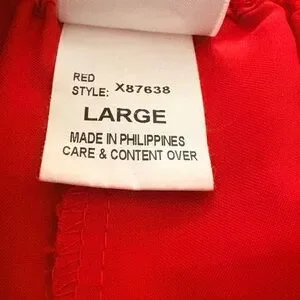 RED
STYLE: X87638
LARGE
MADE IN PHILIPPINES
CARE & CONTENT OVER